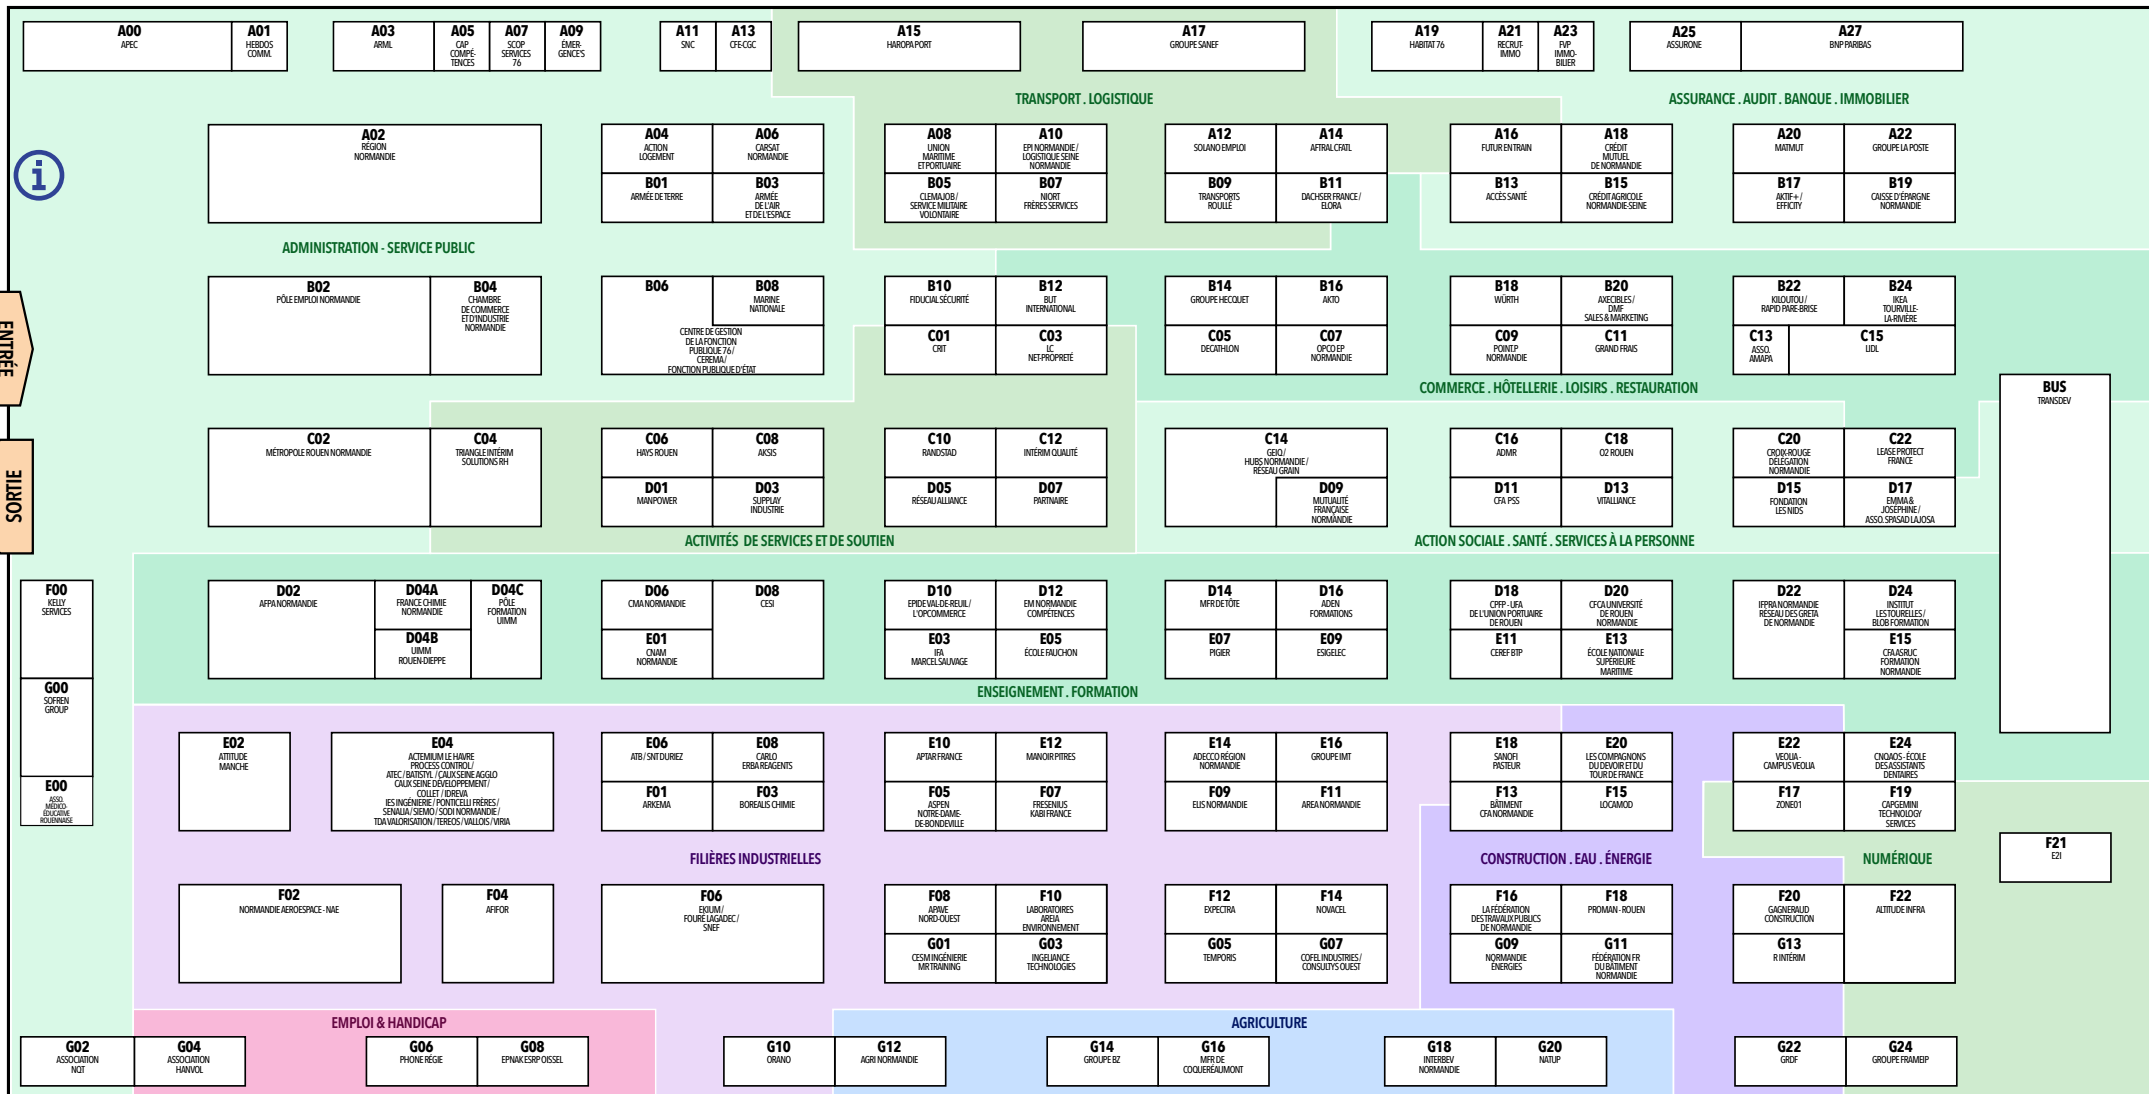 A00
APEC
A01
HEBDOS
COMM.
A03
ARML
A05
CAP
COMPÉ-
TENCES
A07
SCOP
SERVICES
76
A09
ÉMER-
GENCE'S
A11
SNC
A13
CFE-CGC
A15
HAROPA PORT
A17
GROUPE SANEF
A19
HABITAT 76
A21
RECRUT-
IMMO
A23
FVP
IMMO-
BILIER
A25
ASSURONE
A27
BNP PARIBAS
TRANSPORT . LOGISTIQUE
ASSURANCE . AUDIT . BANQUE . IMMOBILIER
A02
RÉGION
NORMANDIE
A04
ACTION
LOGEMENT
A06
CARSAT
NORMANDIE
B01
ARMÉE DE TERRE
B03
ARMÉE
DE L'AIR
ET DE L'ESPACE
A08
UNION
MARITIME
ET PORTUAIRE
A10
EPI NORMANDIE /
LOGISTIQUE SEINE
NORMANDIE
B05
CLEMAJOB /
SERVICE MILITAIRE
VOLONTAIRE
B07
NIORT
FRÈRES SERVICES
A12
SOLANO EMPLOI
A14
AFTRAL CFATL
B09
TRANSPORTS
ROULLÉ
B11
DACHSER FRANCE /
ELORA
A16
FUTUR EN TRAIN
A18
CRÉDIT
MUTUEL
DE NORMANDIE
B13
ACCÈS SANTÉ
B15
CRÉDIT AGRICOLE
NORMANDIE-SEINE
A20
MATMUT
A22
GROUPE LA POSTE
B17
AKTIF+ /
EFFICITY
B19
CAISSE D'ÉPARGNE
NORMANDIE
ADMINISTRATION - SERVICE PUBLIC
ENTRÉE
B02
PÔLE EMPLOI NORMANDIE
B04
CHAMBRE
DE COMMERCE
ET D'INDUSTRIE
NORMANDIE
B06
CENTRE DE GESTION
DE LA FONCTION
PUBLIQUE 76 /
CEREMA /
FONCTION PUBLIQUE D'ÉTAT
B08
MARINE
NATIONALE
B10
FIDUCIAL SÉCURITÉ
B12
BUT
INTERNATIONAL
C01
CRIT
C03
LC
NET-PROPRETÉ
B14
GROUPE HECQUET
B16
AKTO
C05
DECATHLON
C07
OPCO EP
NORMANDIE
B18
WÜRTH
B20
AXECIBLES /
DMF
SALES & MARKETING
C09
POINT.P
NORMANDIE
C11
GRAND FRAIS
B22
KILOUTOU /
RAPID PARE-BRISE
B24
IKEA
TOURVILLE-
LA-RIVIÈRE
C13
ASSO.
AMAPA
C15
LIDL
COMMERCE . HÔTELLERIE . LOISIRS . RESTAURATION
BUS
TRANSDEV
SORTIE
C02
MÉTROPOLE ROUEN NORMANDIE
C04
TRIANGLE INTÉRIM
SOLUTIONS RH
C06
HAYS ROUEN
C08
AKSIS
D01
MANPOWER
D03
SUPPLAY
INDUSTRIE
C10
RANDSTAD
C12
INTÉRIM QUALITÉ
D05
RÉSEAU ALLIANCE
D07
PARTNAIRE
C14
GEIQ /
HUBS NORMANDIE /
RÉSEAU GRAIN
D09
MUTUALITÉ
FRANÇAISE
NORMANDIE
C16
ADMR
C18
O2 ROUEN
D11
CFA PSS
D13
VITALLIANCE
C20
CROIX-ROUGE
DÉLÉGATION
NORMANDIE
C22
LEASE PROTECT
FRANCE
D15
FONDATION
LES NIDS
D17
EMMA &
JOSÉPHINE /
ASSO. SPASAD LAJOSA
ACTIVITÉS DE SERVICES ET DE SOUTIEN
ACTION SOCIALE . SANTÉ . SERVICES À LA PERSONNE
F00
KELLY
SERVICES
G00
SOFREN
GROUP
E00
ASSO.
MÉDICO-
ÉDUCATIVE
ROUENNAISE
D02
AFPA NORMANDIE
D04A
FRANCE CHIMIE
NORMANDIE
D04B
UIMM
ROUEN-DIEPPE
D04C
PÔLE
FORMATION
UIMM
D06
CMA NORMANDIE
D08
CESI
E01
CNAM
NORMANDIE
D10
EPIDE VAL-DE-REUIL /
L'OPCOMMERCE
D12
EM NORMANDIE
COMPÉTENCES
E03
IFA
MARCEL SAUVAGE
E05
ÉCOLE FAUCHON
D14
MFR DE TÔTE
D16
ADEN
FORMATIONS
E07
PIGIER
E09
ESIGELEC
D18
CPFP - UFA
DE L'UNION PORTUAIRE
DE ROUEN
D20
CFCA UNIVERSITÉ
DE ROUEN
NORMANDIE
E11
CEREF BTP
E13
ÉCOLE NATIONALE
SUPÉRIEURE
MARITIME
D22
IFPRA NORMANDIE
RÉSEAU DES GRETA
DE NORMANDIE
D24
INSTITUT
LES TOURELLES /
BLOB FORMATION
E15
CFA ASRUC
FORMATION
NORMANDIE
ENSEIGNEMENT . FORMATION
E02
ATTITUDE
MANCHE
E04
ACTEMIUM LE HAVRE
PROCESS CONTROL /
ATEC / BATISTYL / CAUX SEINE AGGLO
CAUX SEINE DÉVELOPPEMENT /
COLLET / IDREVA
IES INGÉNIERIE / PONTICELLI FRÈRES /
SENALIA / SIEMO / SODI NORMANDIE /
TDA VALORISATION / TEREOS / VALLOIS / VIRIA
E06
ATB / SNT DURIEZ
E08
CARLO
ERBA REAGENTS
F01
ARKEMA
F03
BOREALIS CHIMIE
E10
APTAR FRANCE
E12
MANOIR PITRES
F05
ASPEN
NOTRE-DAME-
DE-BONDEVILLE
F07
FRESENIUS
KABI FRANCE
E14
ADECCO RÉGION
NORMANDIE
E16
GROUPE IMT
F09
ELIS NORMANDIE
F11
AREA NORMANDIE
E18
SANOFI
PASTEUR
E20
LES COMPAGNONS
DU DEVOIR ET DU
TOUR DE FRANCE
F13
BÂTIMENT
CFA NORMANDIE
F15
LOCAMOD
E22
VEOLIA -
CAMPUS VEOLIA
E24
CNQAOS - ÉCOLE
DES ASSISTANTS
DENTAIRES
F17
ZONE01
F19
CAPGEMINI
TECHNOLOGY
SERVICES
F21
E2I
FILIÈRES INDUSTRIELLES
CONSTRUCTION . EAU . ÉNERGIE
NUMÉRIQUE
F02
NORMANDIE AEROESPACE - NAE
F04
AFIFOR
F06
EKIUM /
FOURÉ LAGADEC /
SNEF
F08
APAVE
NORD-OUEST
F10
LABORATOIRES
AREIA
ENVIRONNEMENT
G01
CESM INGÉNIERIE
MR TRAINING
G03
INGELIANCE
TECHNOLOGIES
F12
EXPECTRA
F14
NOVACEL
G05
TEMPORIS
G07
COFEL INDUSTRIES /
CONSULTYS OUEST
F16
LA FÉDÉRATION
DES TRAVAUX PUBLICS
DE NORMANDIE
F18
PROMAN - ROUEN
G09
NORMANDIE
ÉNERGIES
G11
FÉDÉRATION FR
DU BÂTIMENT
NORMANDIE
F20
GAGNERAUD
CONSTRUCTION
F22
ALTITUDE INFRA
G13
R INTÉRIM
EMPLOI & HANDICAP
AGRICULTURE
G02
ASSOCIATION
NQT
G04
ASSOCIATION
HANVOL
G06
PHONE RÉGIE
G08
EPNAK ESRP OISSEL
G10
ORANO
G12
AGRI NORMANDIE
G14
GROUPE BZ
G16
MFR DE
COQUERÉAUMONT
G18
INTERBEV
NORMANDIE
G20
NATUP
G22
GRDF
G24
GROUPE FRAMEIP